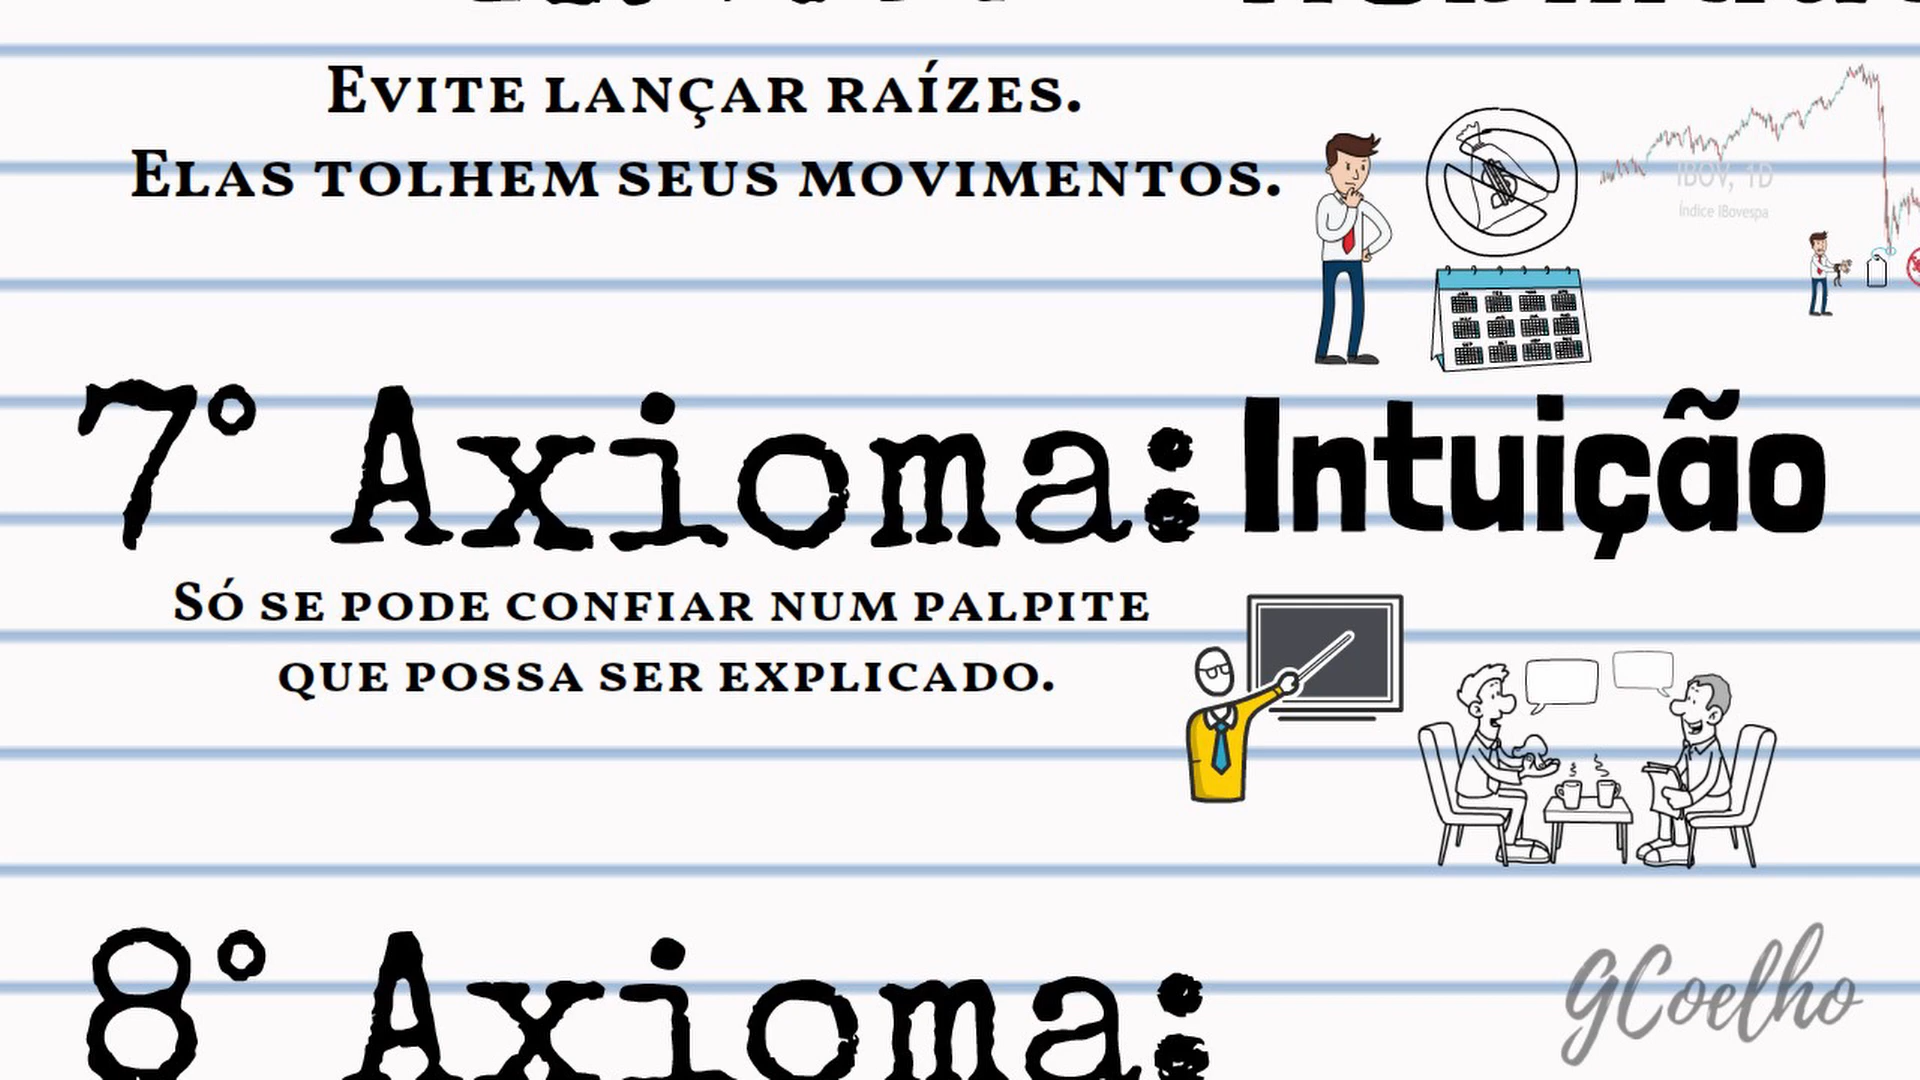 Evite lançar raízes.
Elas tolhem seus movimentos.
IBOV, 1D
Índice IBovespa
7° Axioma: Intuição
Só se pode confiar num palpite
que possa ser explicado.
8° Axioma:
GCoelho